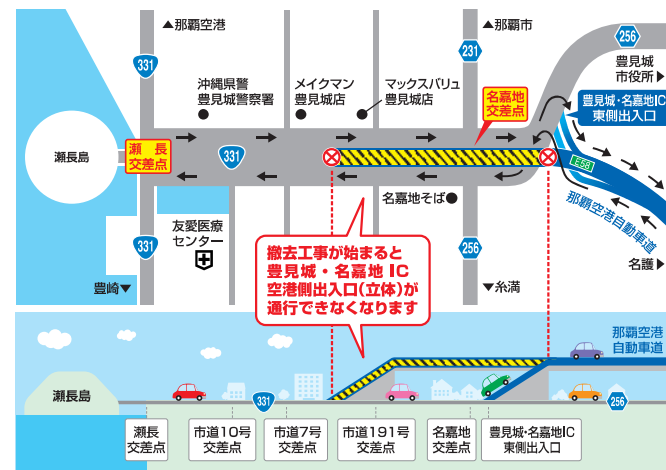 ▲那覇空港
▲那覇市
331
231
256
豊見城
市役所▶
沖縄県警
豊見城警察署
メイクマン
豊見城店
マックスバリュ
豊見城店
名嘉地
交差点
豊見城・名嘉地IC
東側出入口
瀬長島
瀬長
交差点
331
E58
那覇空港自動車道
名嘉地そば
友愛医療
センター
331
256
名護▶
豊崎▼
▼糸満
撤去工事が始まると
豊見城・名嘉地IC
空港側出入口(立体)が
通行できなくなります
那覇空港
自動車道
瀬長島
331
256
瀬長
交差点
市道10号
交差点
市道7号
交差点
市道191号
交差点
名嘉地
交差点
豊見城・名嘉地IC
東側出入口